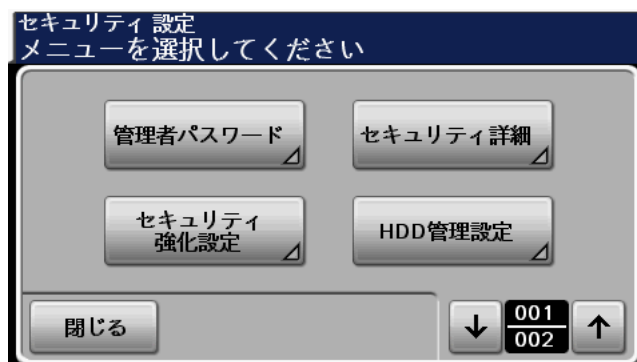 セキュリティ 設定
メニューを選択してください
管理者パスワード
セキュリティ詳細
セキュリティ
強化設定
HDD管理設定
閉じる
↓
001
002
↑